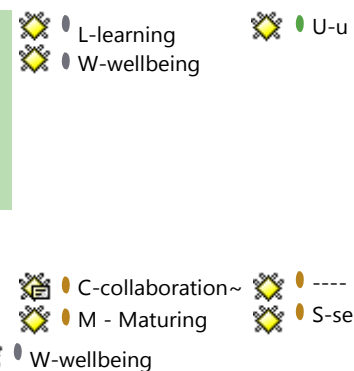 L-learning
U-u
W-wellbeing
C-collaboration~
----
M - Maturing
S-se
W-wellbeing